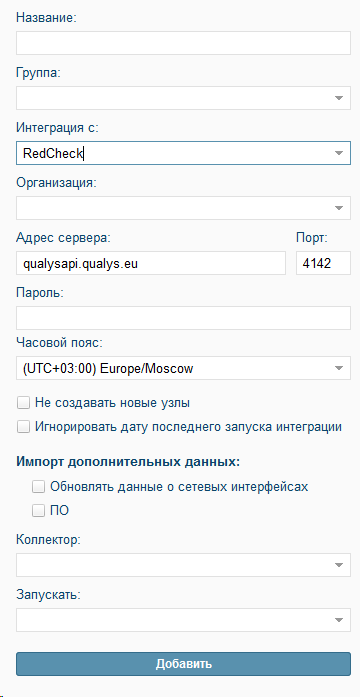 Название:
Группа:
Интеграция с:
RedCheck
Организация:
Адрес сервера: Порт:
qualysapi.qualys.eu 4142
Пароль:
Часовой пояс:
(UTC+03:00) Europe/Moscow
Не создавать новые узлы
Игнорировать дату последнего запуска интеграции
Импорт дополнительных данных:
Обновлять данные о сетевых интерфейсах
ПО
Коллектор:
Запускать:
Добавить